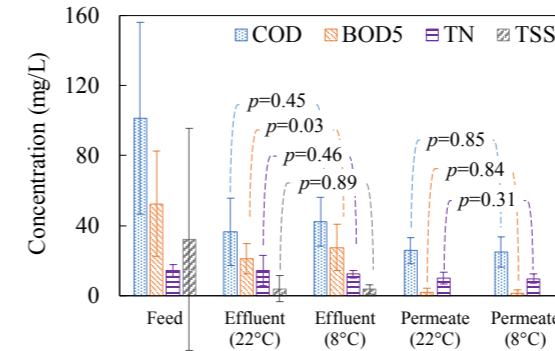 160
120
80
40
0
Concentration (mg/L)
COD BOD5 TN TSS
p=0.45
p=0.03
p=0.46
p=0.89
p=0.85
p=0.84
p=0.31
Feed Effluent Effluent Permeate Permeate
(22°C) (8°C) (22°C) (8°C)